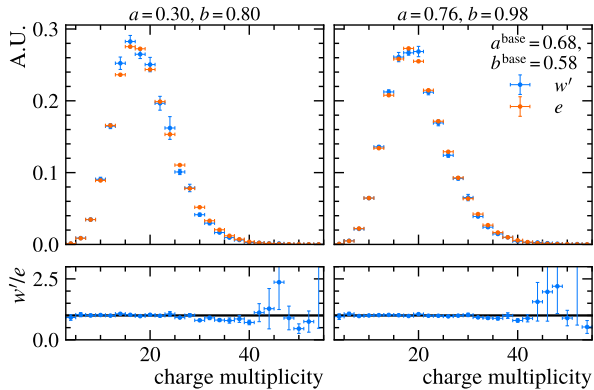 a = 0.30, b = 0.80
a = 0.76, b = 0.98
A.U.
0.3
0.2
0.1
0.0
a^base = 0.68,
b^base = 0.58
w′
e
w′/e
2.5
0.0
20
40
20
40
charge multiplicity
charge multiplicity